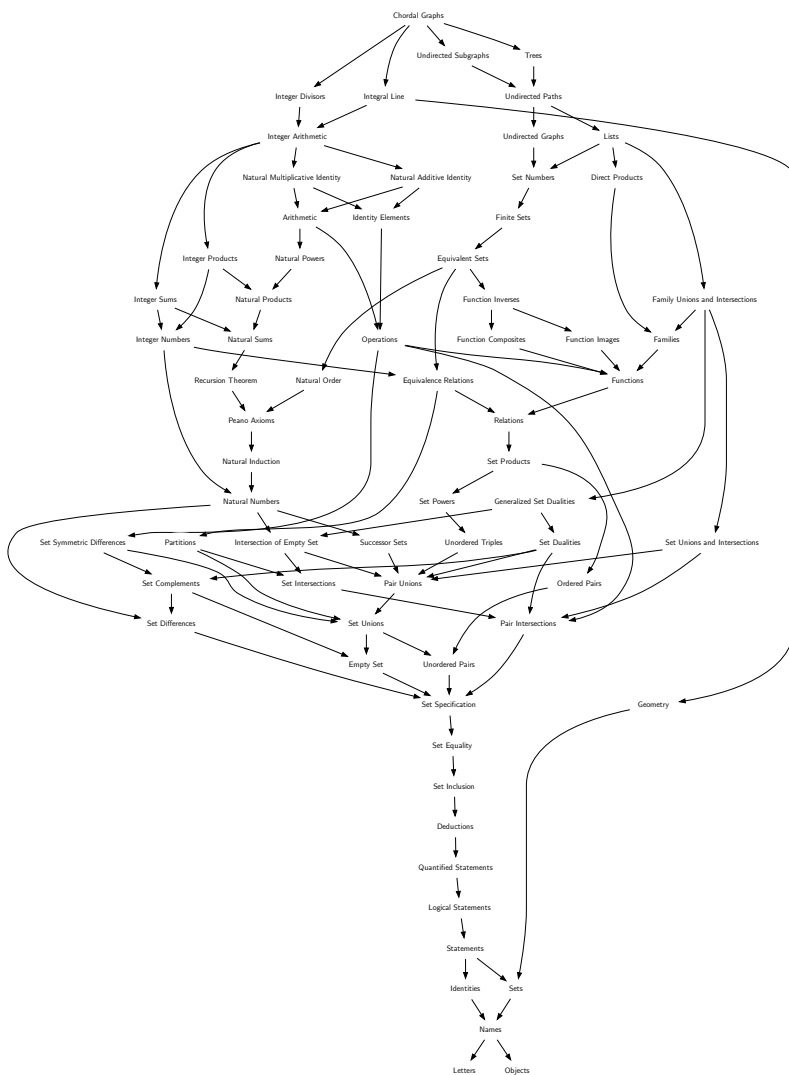 Chordal Graphs
Undirected Subgraphs
Trees
Integer Divisors
Integral Line
Undirected Paths
Integer Arithmetic
Undirected Graphs
Lists
Natural Multiplicative Identity
Natural Additive Identity
Set Numbers
Direct Products
Arithmetic
Identity Elements
Finite Sets
Integer Products
Natural Powers
Equivalent Sets
Integer Sums
Natural Products
Function Inverses
Family Unions and Intersections
Integer Numbers
Natural Sums
Operations
Function Composites
Function Images
Families
Recursion Theorem
Natural Order
Equivalence Relations
Functions
Peano Axioms
Relations
Natural Induction
Set Products
Natural Numbers
Set Powers
Generalized Set Dualities
Set Symmetric Differences
Partitions
Intersection of Empty Set
Successor Sets
Unordered Triples
Set Dualities
Set Unions and Intersections
Set Complements
Set Intersections
Pair Unions
Ordered Pairs
Set Differences
Set Unions
Pair Intersections
Empty Set
Unordered Pairs
Set Specification
Geometry
Set Equality
Set Inclusion
Deductions
Quantified Statements
Logical Statements
Statements
Identities
Sets
Names
Letters
Objects